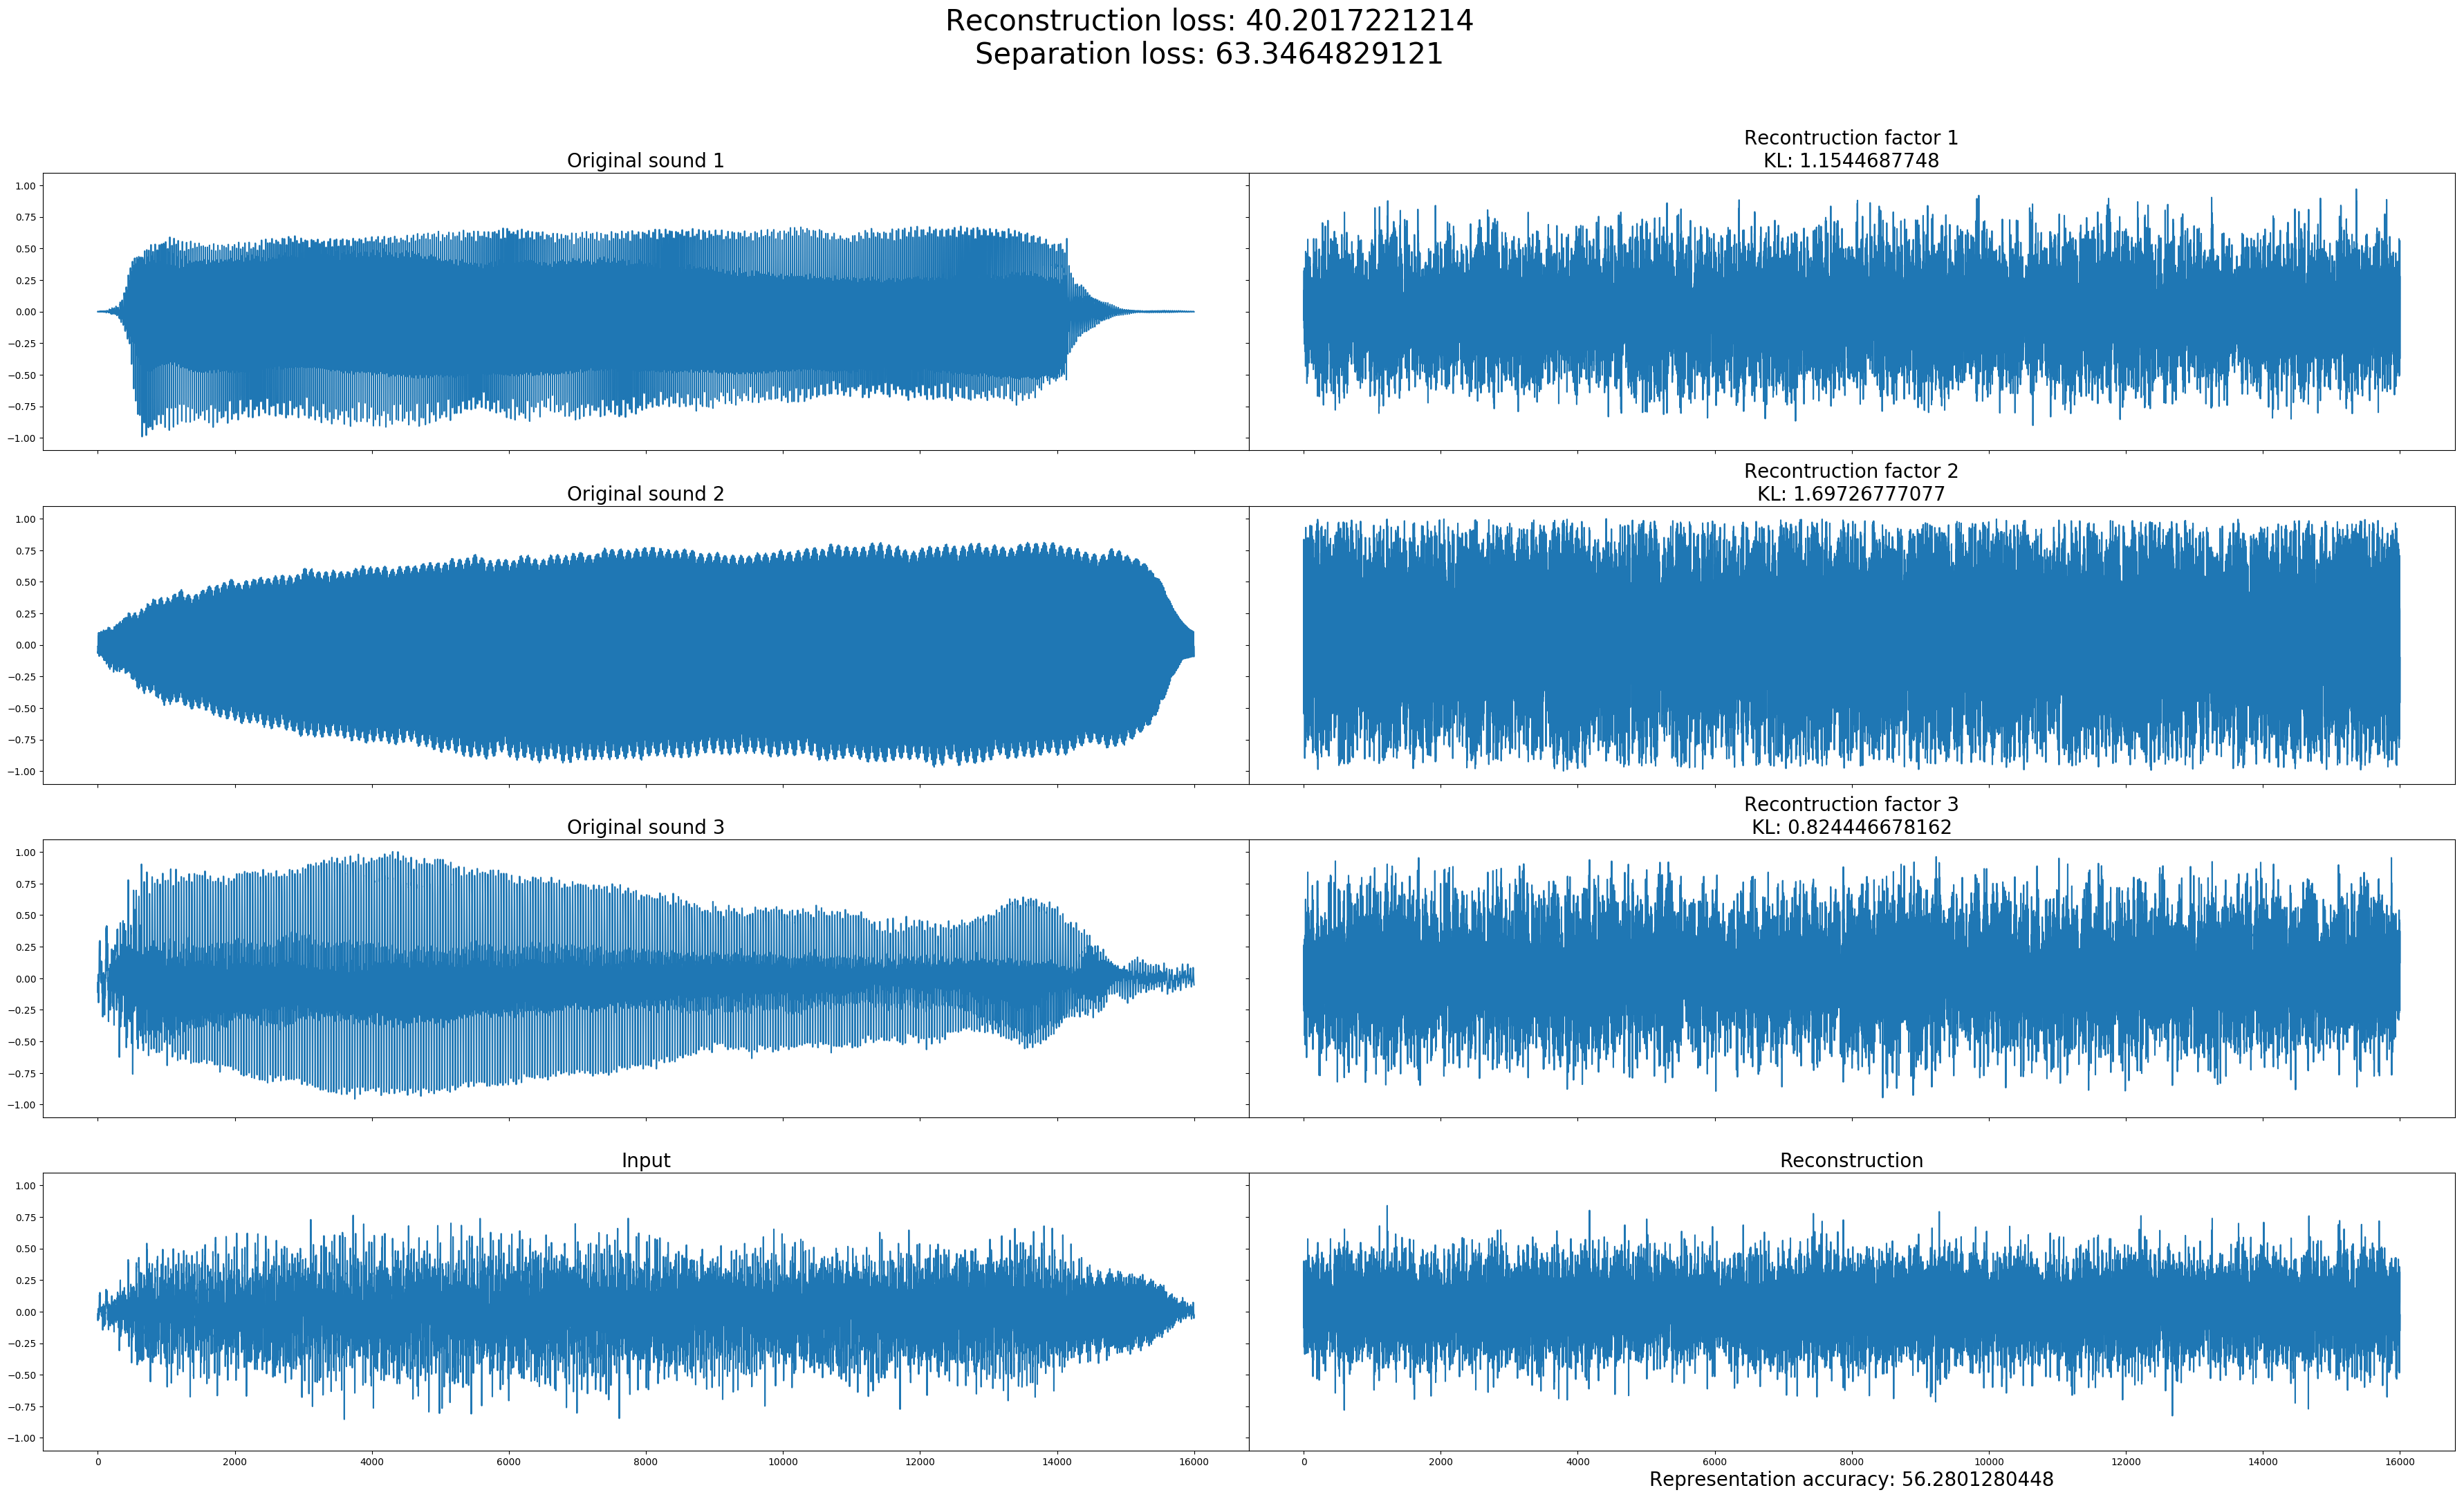 Reconstruction loss: 40.2017221214
Separation loss: 63.3464829121
Original sound 1
Recontruction factor 1
KL: 1.1544687748
1.00
0.75
0.50
0.25
0.00
−0.25
−0.50
−0.75
−1.00
Original sound 2
Recontruction factor 2
KL: 1.69726777077
1.00
0.75
0.50
0.25
0.00
−0.25
−0.50
−0.75
−1.00
Original sound 3
Recontruction factor 3
KL: 0.824446678162
1.00
0.75
0.50
0.25
0.00
−0.25
−0.50
−0.75
−1.00
Input
Reconstruction
1.00
0.75
0.50
0.25
0.00
−0.25
−0.50
−0.75
−1.00
0 2000 4000 6000 8000 10000 12000 14000 16000
0 2000 4000 6000 8000 10000 12000 14000 16000
Representation accuracy: 56.2801280448